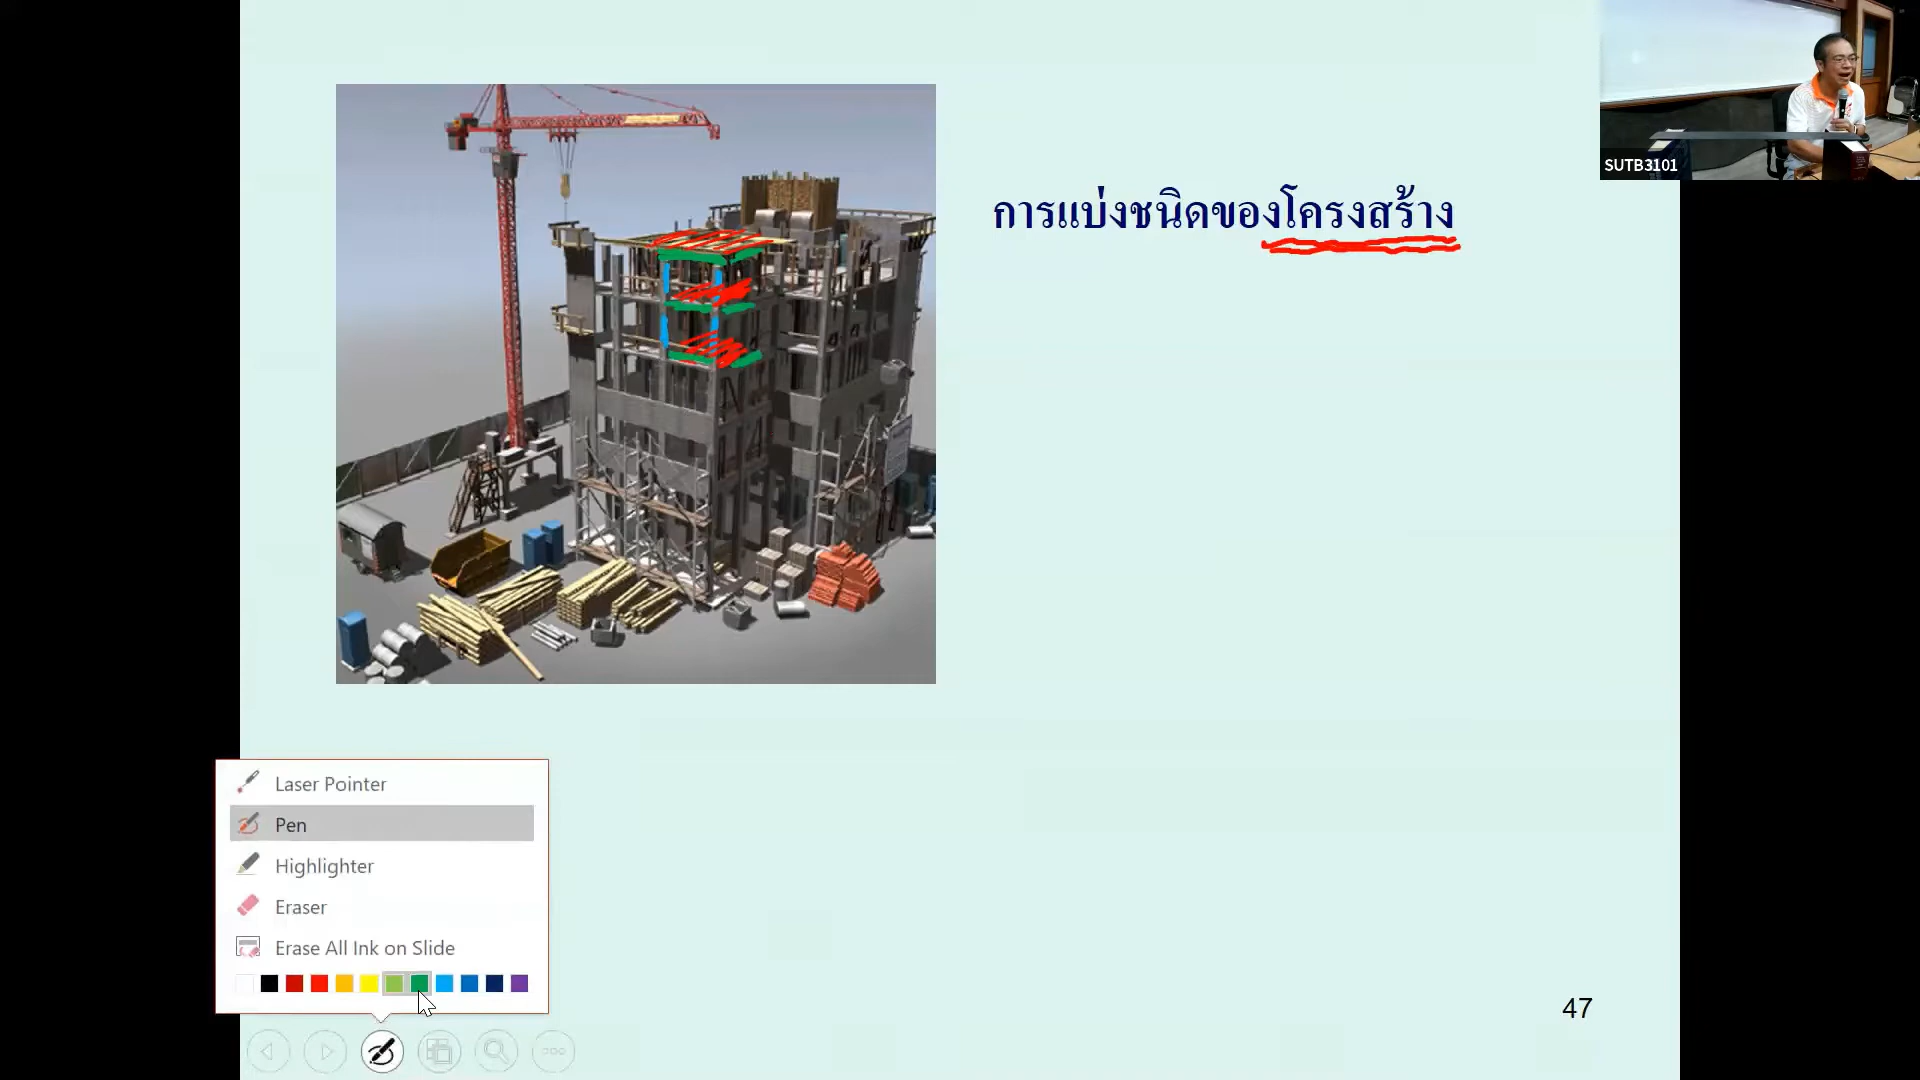 SUTB3101
การแบ่งชนิดของโครงสร้าง
Laser Pointer
Pen
Highlighter
Eraser
Erase All Ink on Slide
47